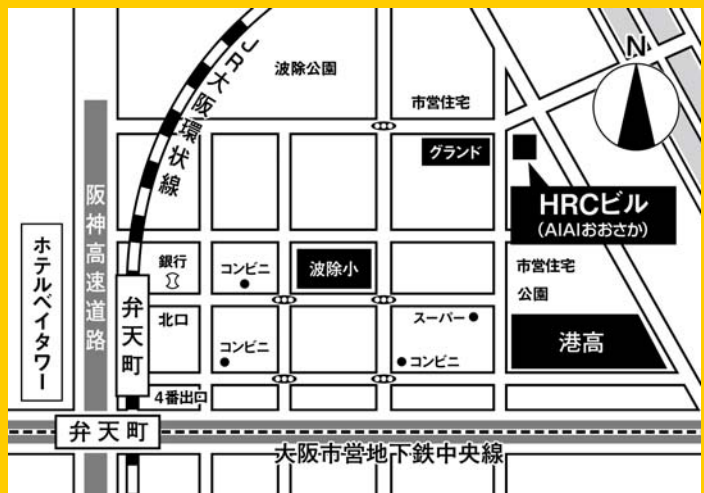 波除公園
市営住宅
N
JR大阪環状線
グランド
HRCビル
(AIAIおおさか)
阪神高速道路
ホテルベイタワー
銀行
コンビニ
波除小
市営住宅
公園
弁天町
北口
スーパー
港高
コンビニ
コンビニ
4番出口
弁天町
大阪市営地下鉄中央線